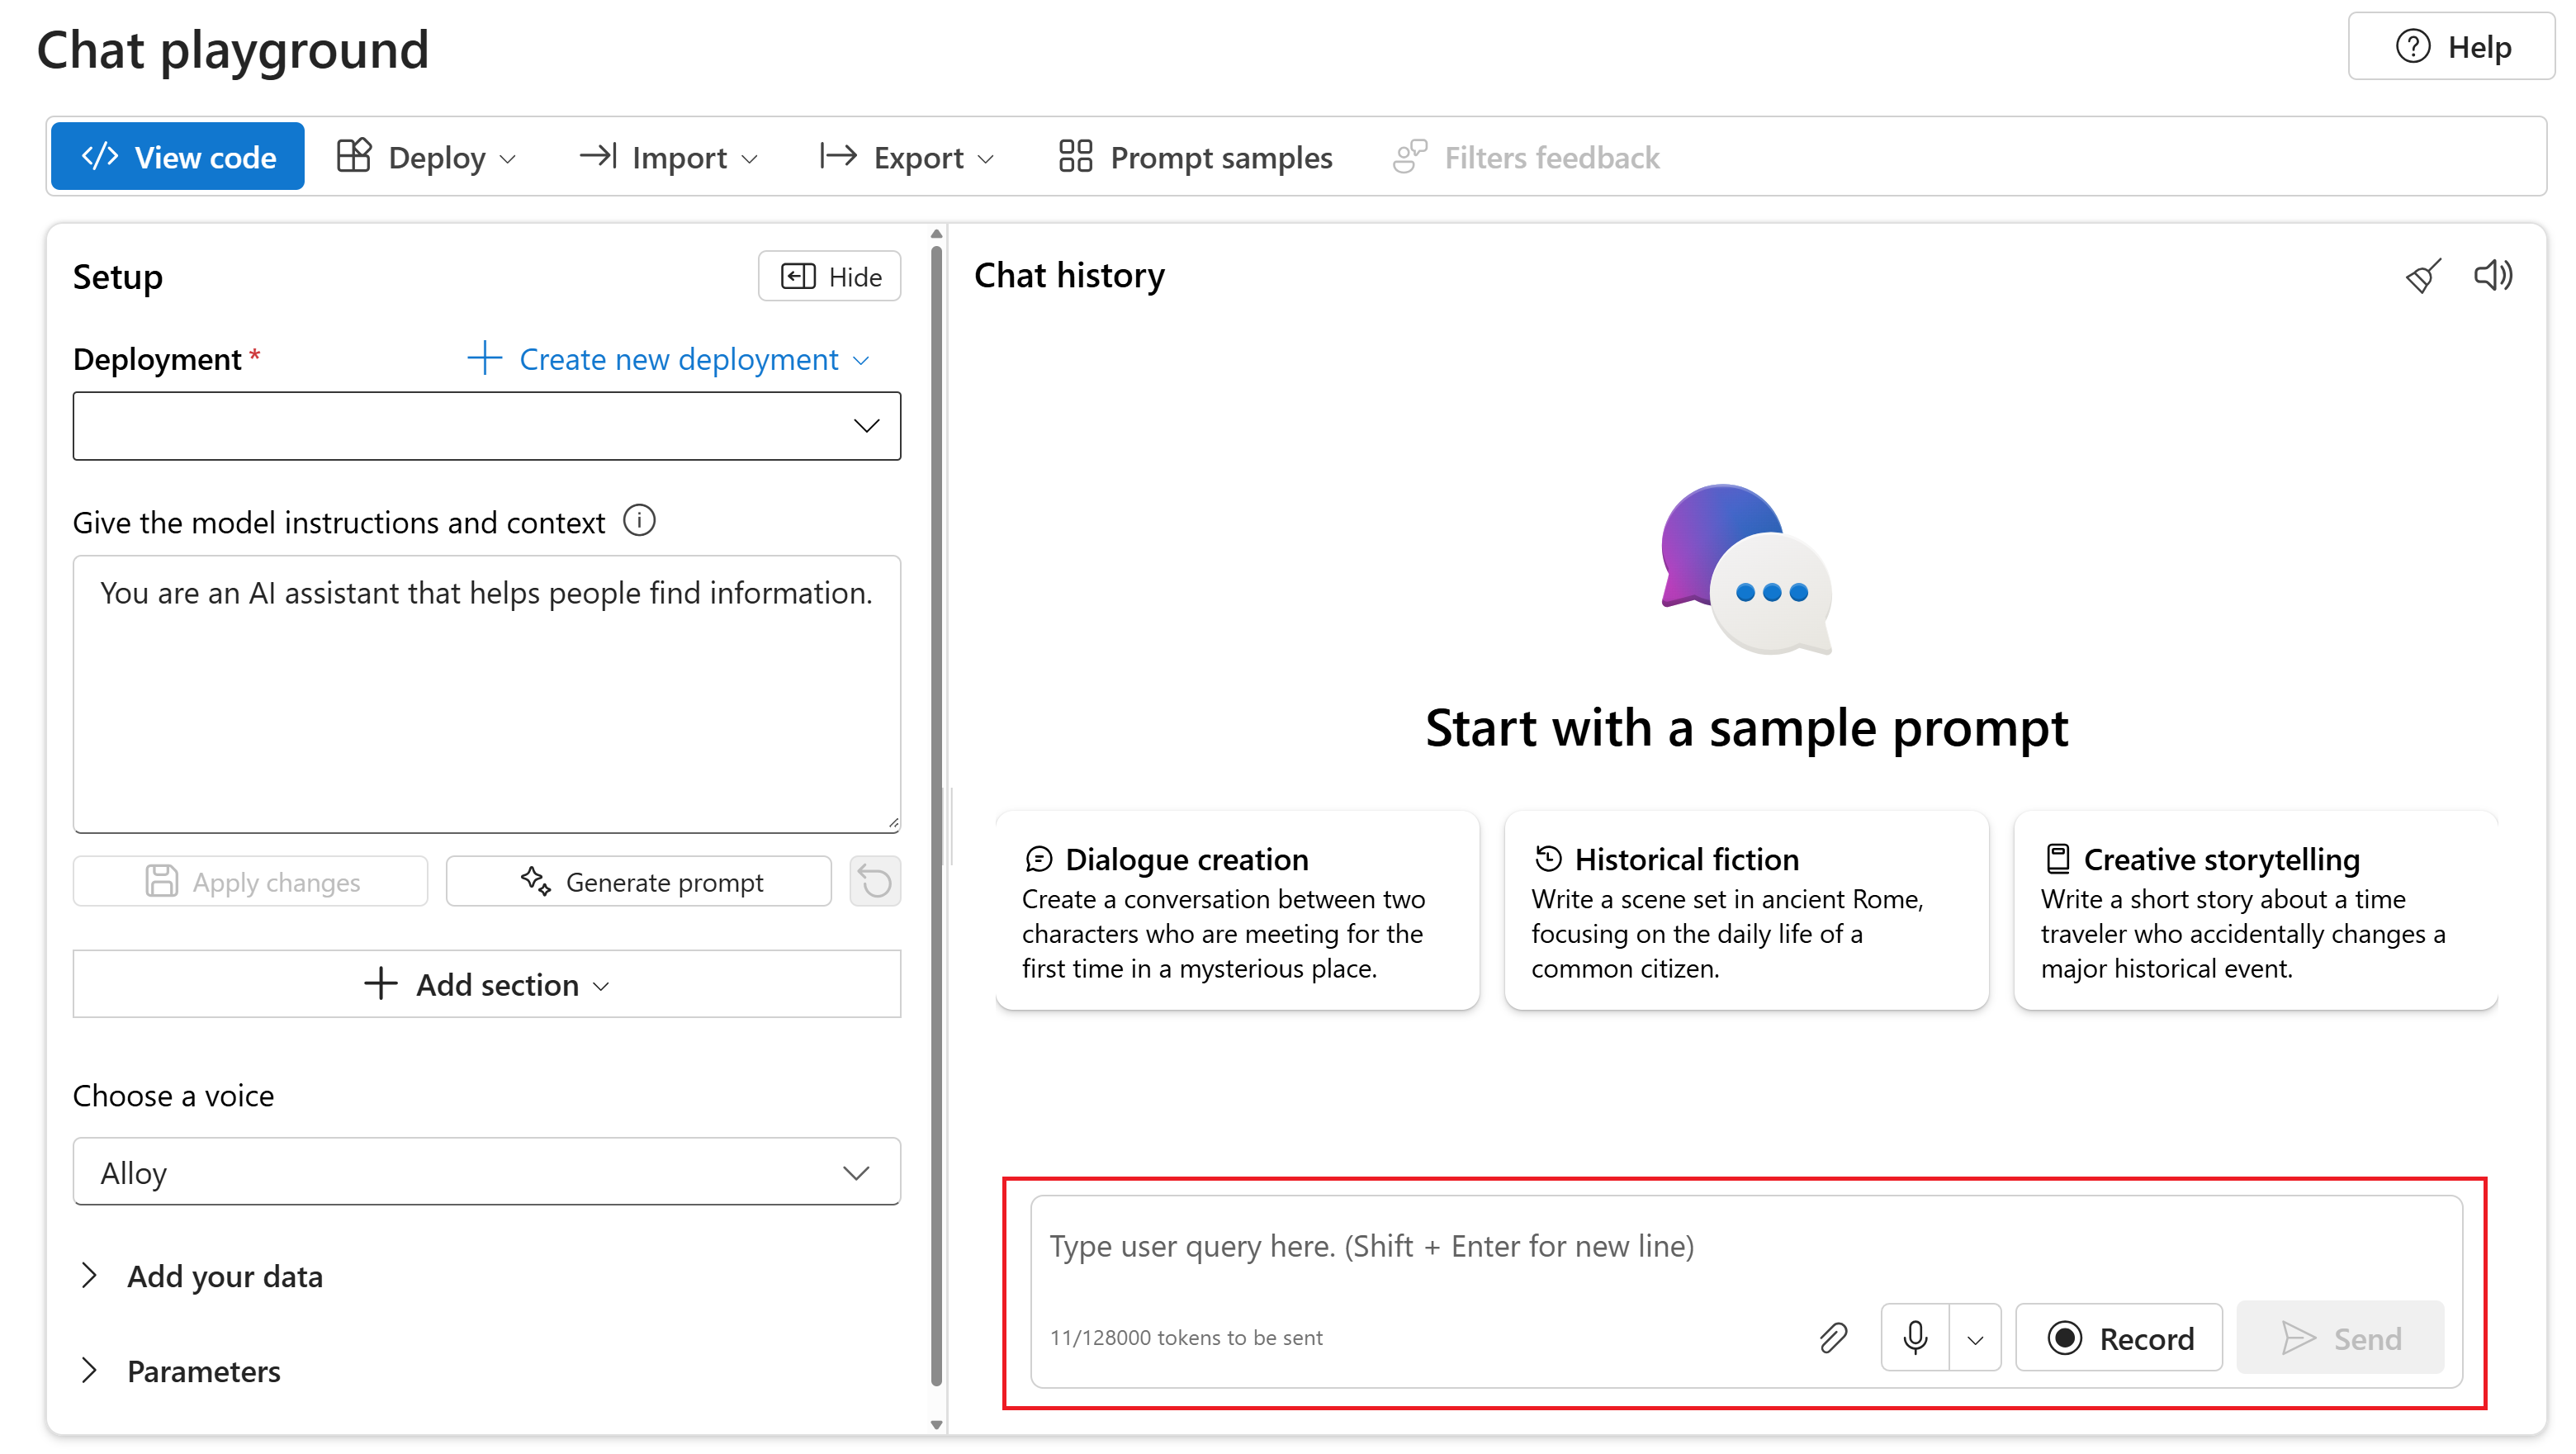 Chat playground
Help
View code
Deploy
Import
Export
Prompt samples
Filters feedback
Setup
Hide
Deployment *
Create new deployment
Give the model instructions and context
You are an AI assistant that helps people find information.
Apply changes
Generate prompt
Add section
Choose a voice
Alloy
Add your data
Parameters
Chat history
Start with a sample prompt
Dialogue creation
Create a conversation between two
characters who are meeting for the
first time in a mysterious place.
Historical fiction
Write a scene set in ancient Rome,
focusing on the daily life of a
common citizen.
Creative storytelling
Write a short story about a time
traveler who accidentally changes a
major historical event.
Type user query here. (Shift + Enter for new line)
11/128000 tokens to be sent
Record
Send